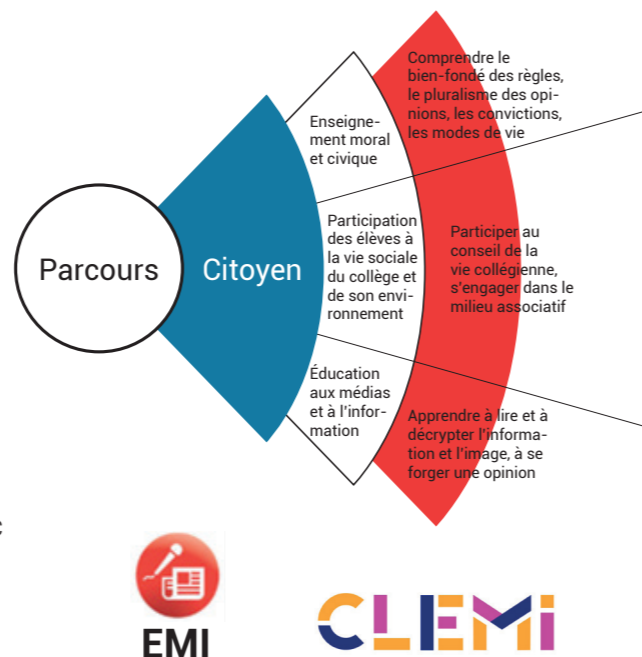 Parcours
Citoyen
Enseigne-
ment moral
et civique
Comprendre le
bien-fondé des règles,
le pluralisme des opi-
nions, les convictions,
les modes de vie
Participation
des élèves à
la vie sociale
du collège et
de son envi-
ronnement
Participer au
conseil de la
vie collégienne,
s'engager dans le
milieu associatif
Éducation
aux médias
et à l'infor-
mation
Apprendre à lire et à
décrypter l'informa-
tion et l'image, à se
forger une opinion
EMI
CLEMI